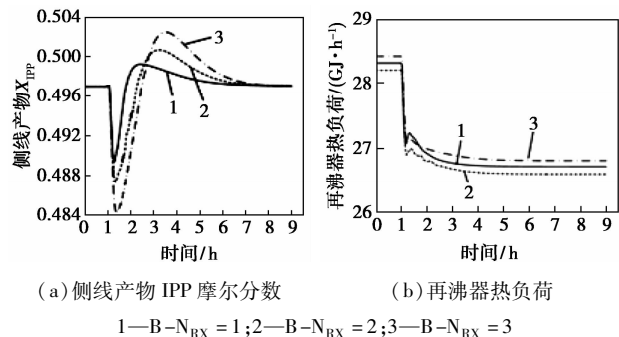 0.504
0.500
0.496
0.492
0.488
0.484
侧线产物X_IPP
3
1
2
0 1 2 3 4 5 6 7 8 9
时间/h
29
28
27
26
再沸器热负荷/(GJ·h⁻¹)
1
3
2
0 1 2 3 4 5 6 7 8 9
时间/h
(a)侧线产物 IPP 摩尔分数
(b)再沸器热负荷
1—B-N_RX = 1;2—B-N_RX = 2;3—B-N_RX = 3